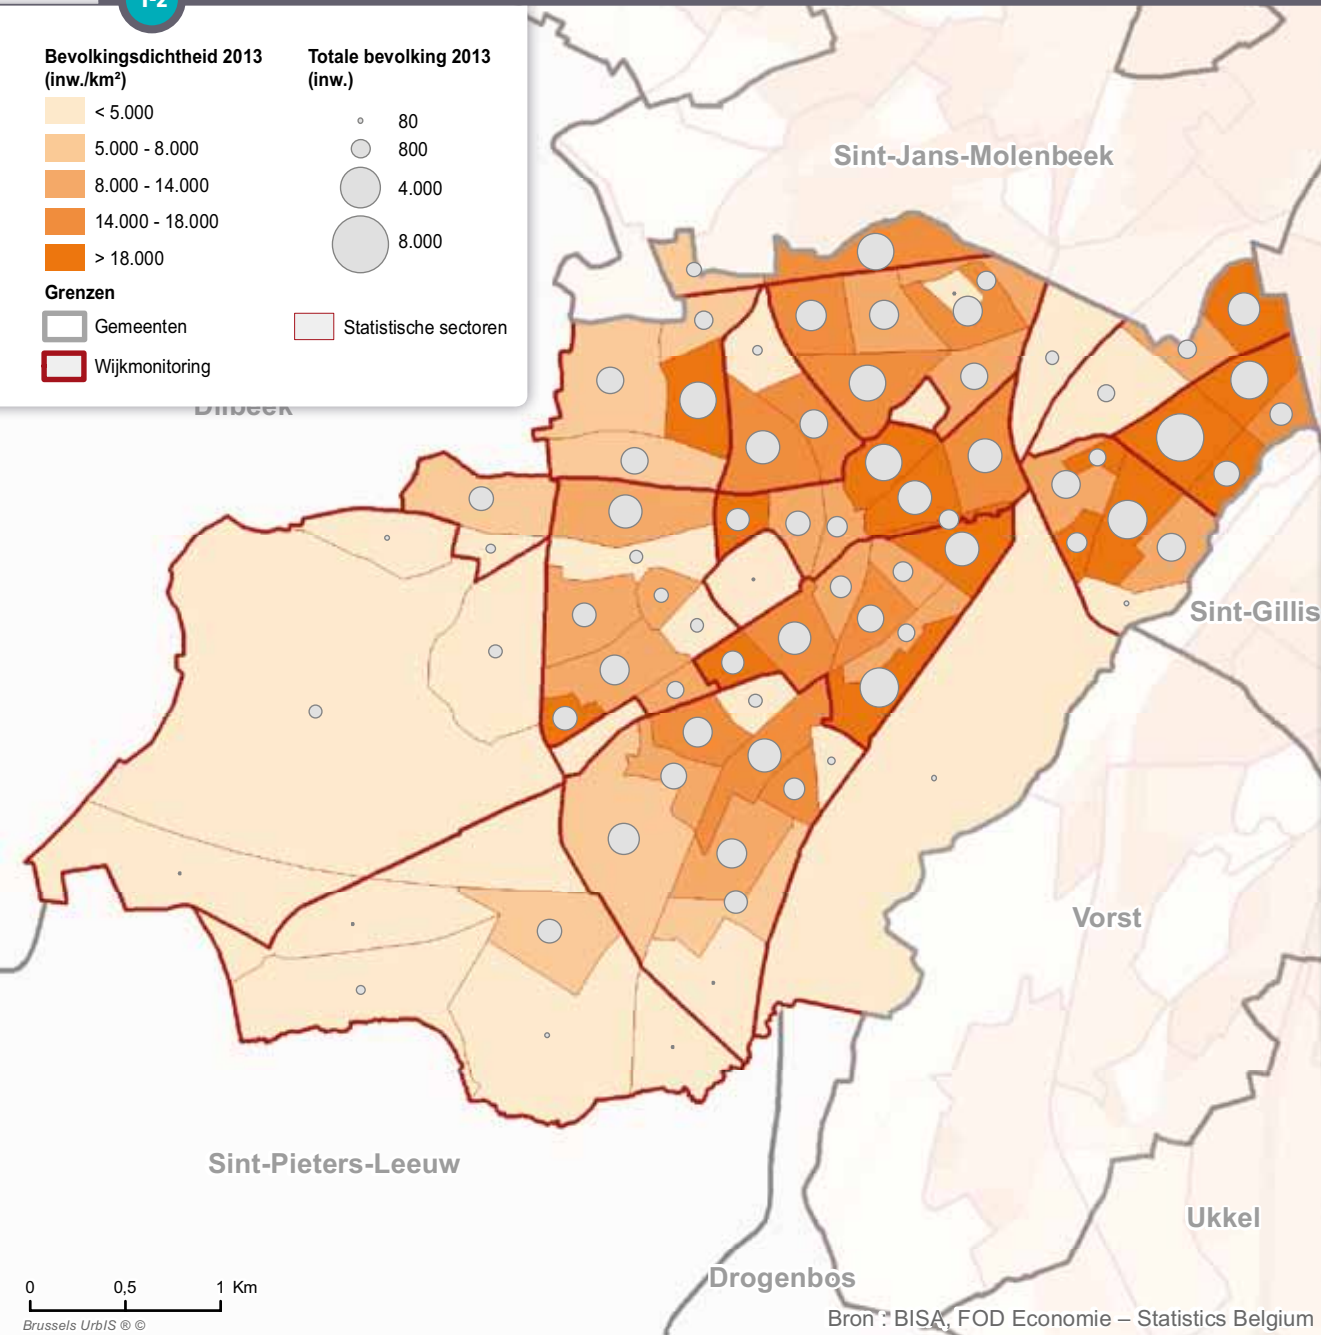 1-2
Bevolkingsdichtheid 2013
(inw./km²)
< 5.000
5.000 - 8.000
8.000 - 14.000
14.000 - 18.000
> 18.000
Totale bevolking 2013
(inw.)
80
800
4.000
8.000
Grenzen
Gemeenten
Wijkmonitoring
Statistische sectoren
Sint-Jans-Molenbeek
Dilbeek
Sint-Gillis
Vorst
Sint-Pieters-Leeuw
Ukkel
Drogenbos
0 0,5 1 Km
Brussels UrbIS ® ©
Bron : BISA, FOD Economie – Statistics Belgium